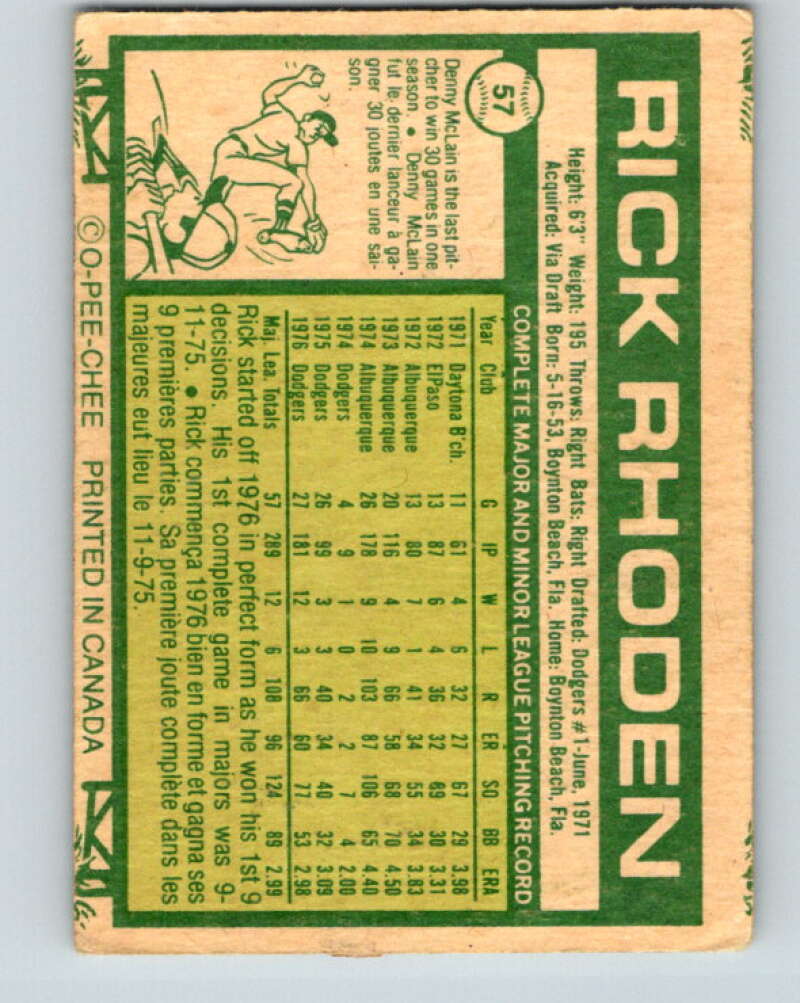 RICK RHODEN
57
Height: 6'3" Weight: 195 Throws: Right Bats: Right Drafted: Dodgers #1-June, 1971
Acquired: Via Draft Born: 5-16-53, Boynton Beach, Fla. Home: Boynton Beach, Fla.
Denny McLain is the last pit-
cher to win 30 games in one
season. • Denny McLain
fut le dernier lanceur à ga-
gner 30 joutes en une sai-
son.
COMPLETE MAJOR AND MINOR LEAGUE PITCHING RECORD
Year Club G IP W L R ER SO BB ERA
1971 Daytona B'ch. 11 61 4 6 32 27 67 29 3.98
1972 ElPaso 13 87 6 4 36 32 69 30 3.31
1972 Albuquerque 13 80 7 1 41 34 55 34 3.83
1973 Albuquerque 20 116 4 9 66 58 68 70 4.50
1974 Albuquerque 26 178 9 10 103 87 106 65 4.40
1974 Dodgers 4 9 1 0 2 2 7 4 2.00
1975 Dodgers 26 99 3 3 40 34 40 32 3.09
1976 Dodgers 27 181 12 3 66 60 77 53 2.98
Maj. Lea. Totals 57 289 12 6 108 96 124 89 2.99
Rick started off 1976 in perfect form as he won his 1st 9
decisions. His 1st complete game in majors was 9-
11-75. • Rick commença 1976 bien en forme et gagna ses
9 premières parties. Sa première joute complète dans les
majeures eut lieu le 11-9-75.
©O-PEE-CHEE PRINTED IN CANADA